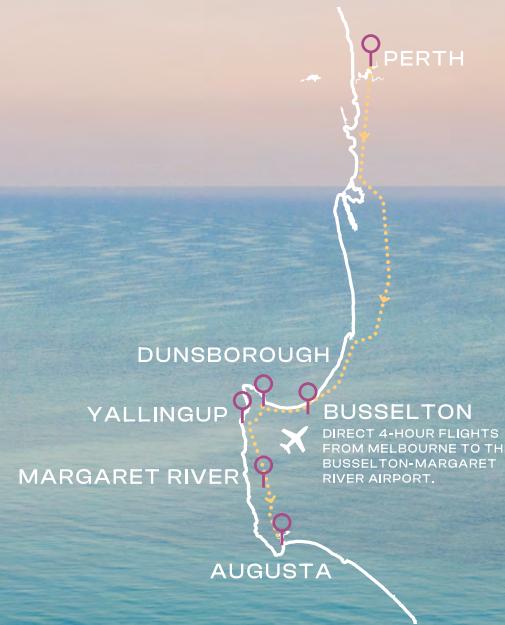 PERTH
DUNSBOROUGH
YALLINGUP
BUSSELTON
DIRECT 4-HOUR FLIGHTS
FROM MELBOURNE TO TH
BUSSELTON-MARGARET
RIVER AIRPORT.
MARGARET RIVER
AUGUSTA